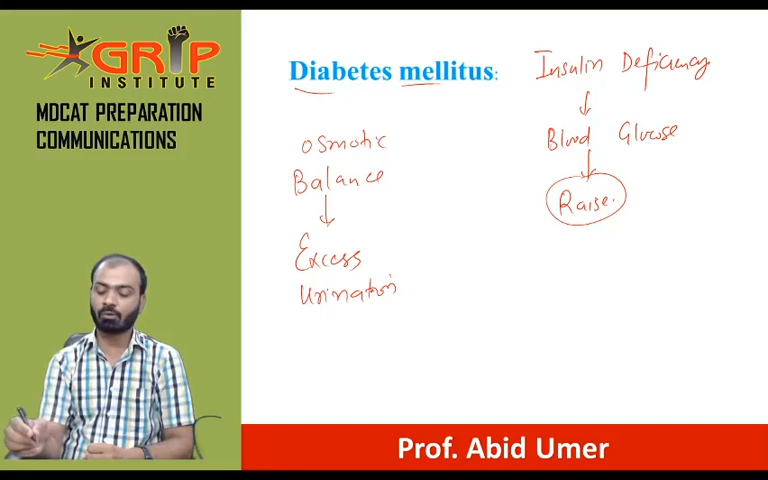 GRIP
INSTITUTE
MDCAT PREPARATION
COMMUNICATIONS
Diabetes mellitus:
Osmotic
Balance
Excess
Urination
Insulin Deficiency
Blood Glucose
Raise.
Prof. Abid Umer